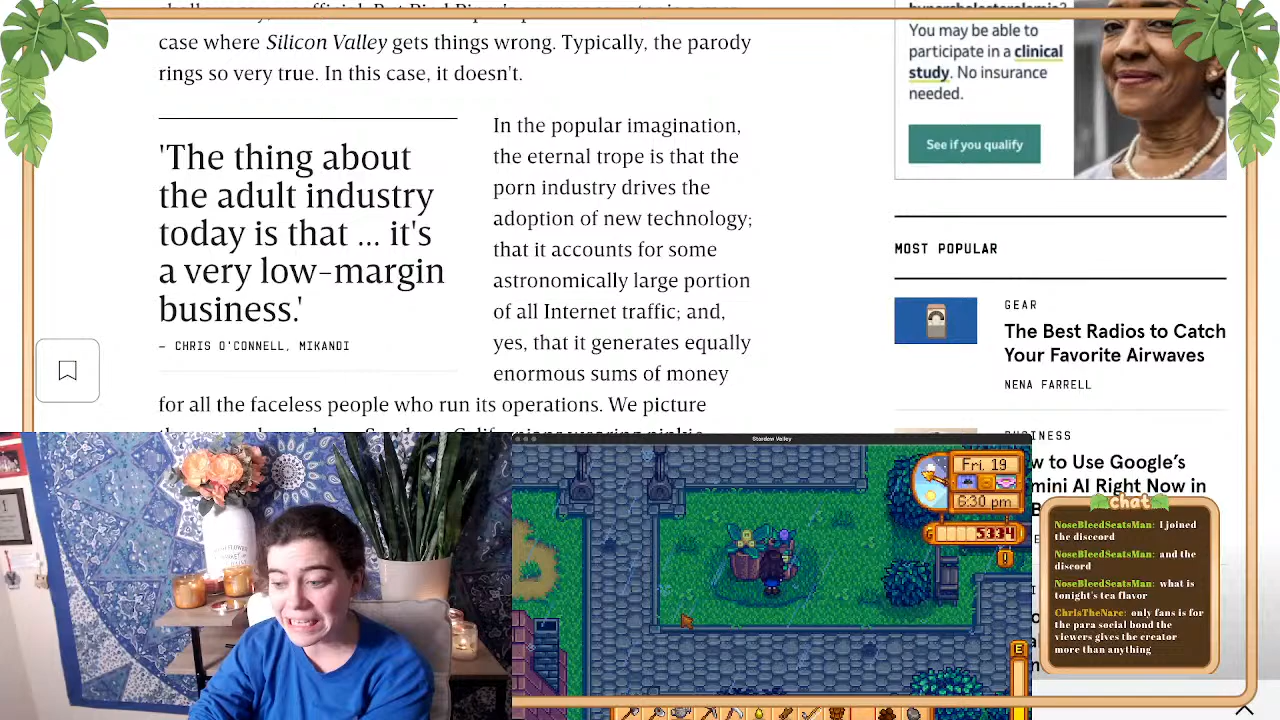 case where Silicon Valley gets things wrong. Typically, the parody
rings so very true. In this case, it doesn't.
'The thing about
the adult industry
today is that ... it's
a very low-margin
business.'
– CHRIS O'CONNELL, MIKANDI
In the popular imagination,
the eternal trope is that the
porn industry drives the
adoption of new technology;
that it accounts for some
astronomically large portion
of all Internet traffic; and,
yes, that it generates equally
enormous sums of money
for all the faceless people who run its operations. We picture
You may be able to
participate in a clinical
study. No insurance
needed.
See if you qualify
MOST POPULAR
GEAR
The Best Radios to Catch
Your Favorite Airwaves
NENA FARRELL
to Use Google's
AI Right Now in
Stardew Valley
Fri. 19
6:30 pm
5334
E
chat
NoseBleedSeatsMan: I joined
the disceord
NoseBleedSeatsMan: and the
discord
NoseBleedSeatsMan: what is
tonight's tea flavor
ChrisTheNare: only fans is for
the para social bond the
viewers gives the creator
more than anything